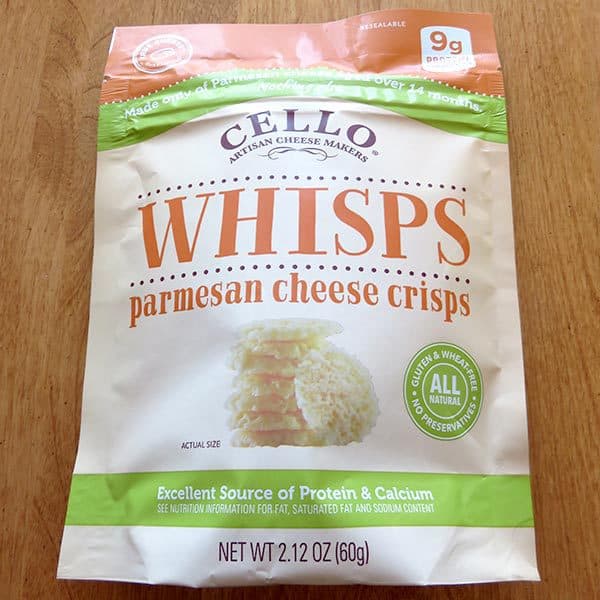 RESEALABLE
9g
PROTEIN
Made only of Parmesan cheese aged over 14 months.
Nothing else
CELLO®
ARTISAN CHEESE MAKERS
WHISPS
parmesan cheese crisps
GLUTEN & WHEAT-FREE
ALL
NATURAL
NO PRESERVATIVES
ACTUAL SIZE
Excellent Source of Protein & Calcium
SEE NUTRITION INFORMATION FOR FAT, SATURATED FAT AND SODIUM CONTENT
NET WT 2.12 OZ (60g)